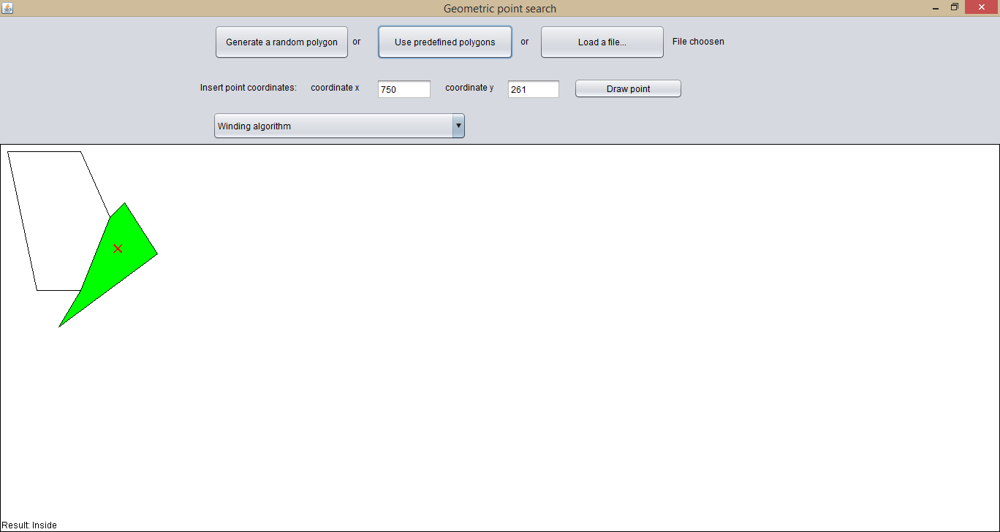 Geometric point search
Generate a random polygon or Use predefined polygons or Load a file... File choosen
Insert point coordinates: coordinate x 750 coordinate y 261 Draw point
Winding algorithm
Result: Inside